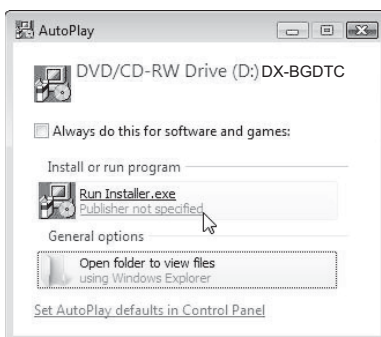 AutoPlay
DVD/CD-RW Drive (D:) DX-BGDTC
Always do this for software and games:
Install or run program
Run Installer.exe
Publisher not specified
General options
Open folder to view files
using Windows Explorer
Set AutoPlay defaults in Control Panel